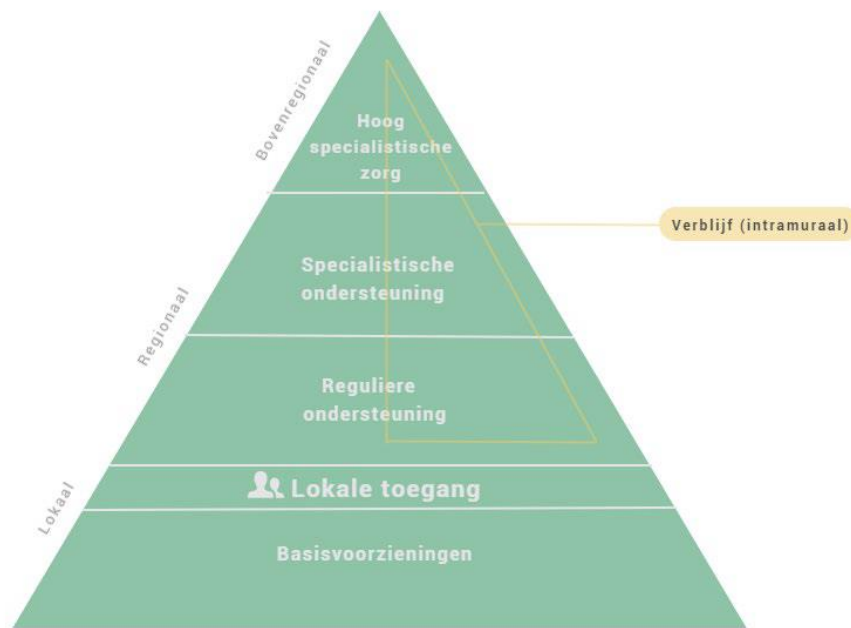 Bovenregionaal
Hoog
specialistische
zorg
Verblijf (intramuraal)
Specialistische
ondersteuning
Regionaal
Reguliere
ondersteuning
Lokaal
Lokale toegang
Basisvoorzieningen